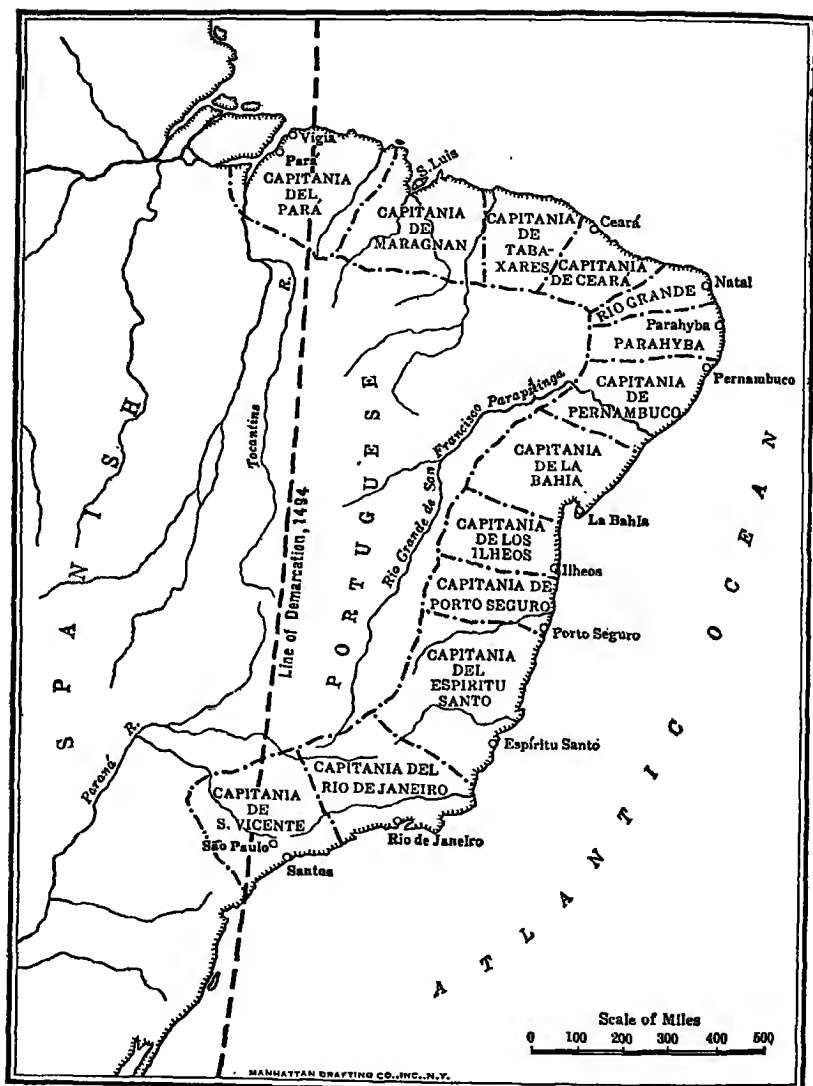 Vigia
Pará
CAPITANIA
DEL
PARÁ
S. Luis
CAPITANIA
DE
MARAGNAN
CAPITANIA
DE
TABA-
XARES
Ceará
CAPITANIA
DE CEARA
RIO GRANDE
Natal
Parahyba
PARAHYBA
Pernambuco
CAPITANIA
DE
PERNAMBUCO
CAPITANIA
DE LA
BAHIA
La Bahia
CAPITANIA
DE LOS
ILHEOS
Ilheos
CAPITANIA DE
PORTO SEGURO
Porto Seguro
CAPITANIA
DEL
ESPIRITU
SANTO
Espíritu Santo
CAPITANIA DEL
RIO DE JANEIRO
Rio de Janeiro
CAPITANIA
DE
S. VICENTE
São Paulo
Santos
SPANISH
PORTUGUESE
Line of Demarcation, 1494
Tocantins R.
Rio Grande de San Francisco Parapitinga
Paraná R.
ATLANTIC OCEAN
Scale of Miles
0 100 200 300 400 500
MANHATTAN DRAFTING CO., INC., N.Y.